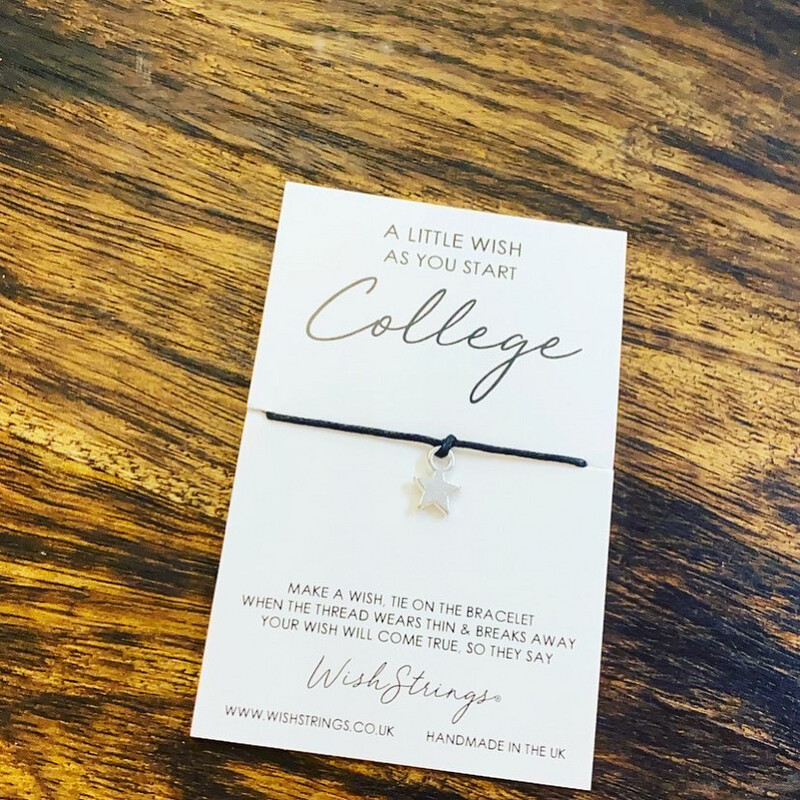 A LITTLE WISH
AS YOU START
College
MAKE A WISH, TIE ON THE BRACELET
WHEN THE THREAD WEARS THIN & BREAKS AWAY
YOUR WISH WILL COME TRUE, SO THEY SAY
WishStrings®
WWW.WISHSTRINGS.CO.UK HANDMADE IN THE UK